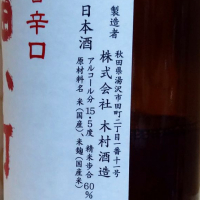 製造者
秋田県湯沢市田町二丁目一番十一号
株式会社 木村酒造
日本酒
アルコール分 15.5度 精米歩合 60%
原材料名 米(国産)、米麹(国産米)
辛口